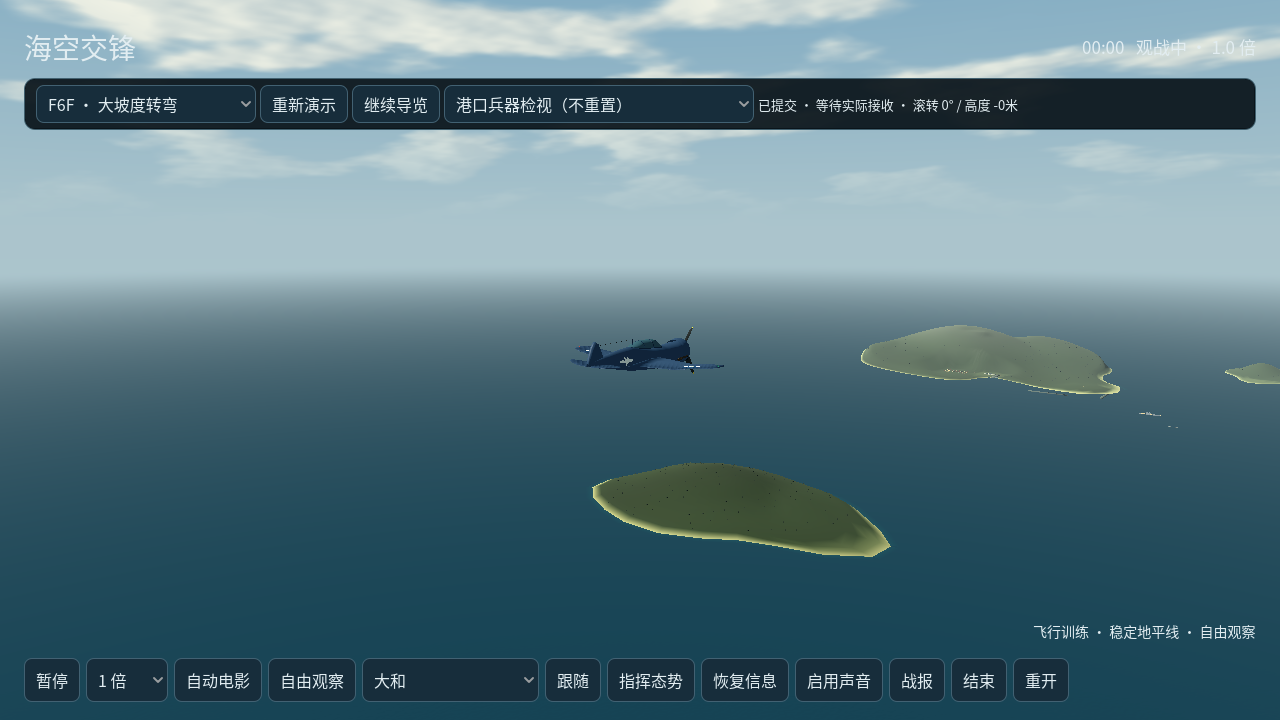 海空交锋
00:00 观战中 · 1.0 倍
F6F · 大坡度转弯 重新演示 继续导览 港口兵器检视（不重置） 已提交 · 等待实际接收 · 滚转 0° / 高度 -0米
飞行训练 · 稳定地平线 · 自由观察
暂停 1 倍 自动电影 自由观察 大和 跟随 指挥态势 恢复信息 启用声音 战报 结束 重开